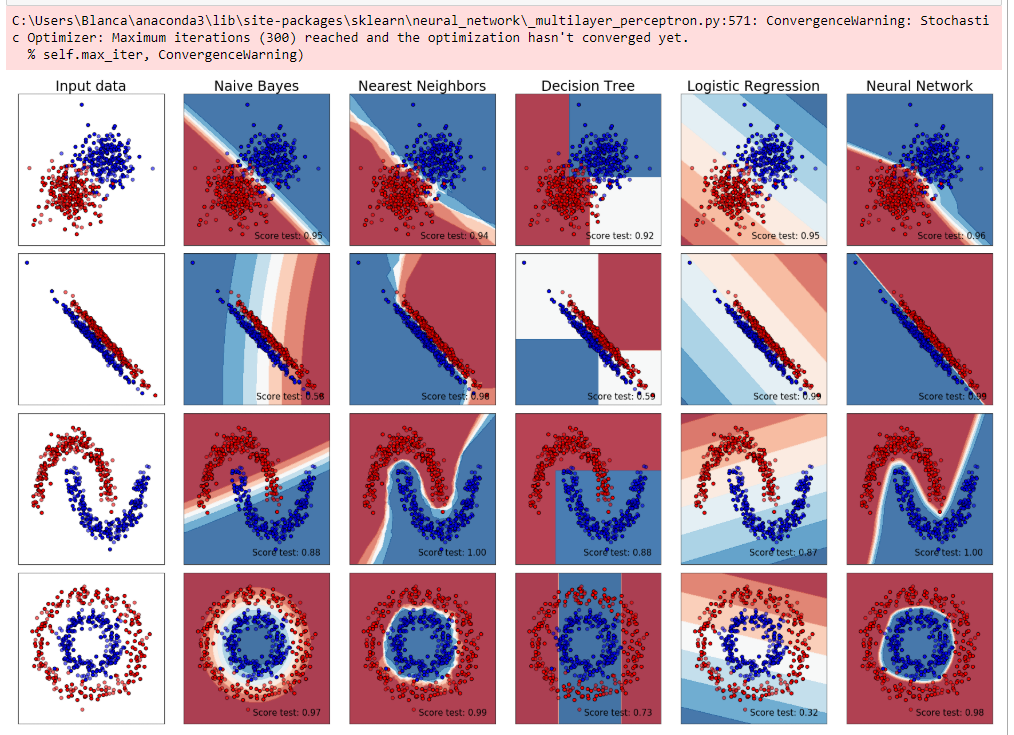 C:\Users\Blanca\anaconda3\lib\site-packages\sklearn\neural_network\_multilayer_perceptron.py:571: ConvergenceWarning: Stochasti
c Optimizer: Maximum iterations (300) reached and the optimization hasn't converged yet.
% self.max_iter, ConvergenceWarning)
Input data Naive Bayes Nearest Neighbors Decision Tree Logistic Regression Neural Network
Score test: 0.95 Score test: 0.94 Score test: 0.92 Score test: 0.95 Score test: 0.96
Score test: 0.56 Score test: 0.98 Score test: 0.59 Score test: 0.99 Score test: 0.99
Score test: 0.88 Score test: 1.00 Score test: 0.88 Score test: 0.87 Score test: 1.00
Score test: 0.97 Score test: 0.99 Score test: 0.73 Score test: 0.32 Score test: 0.98